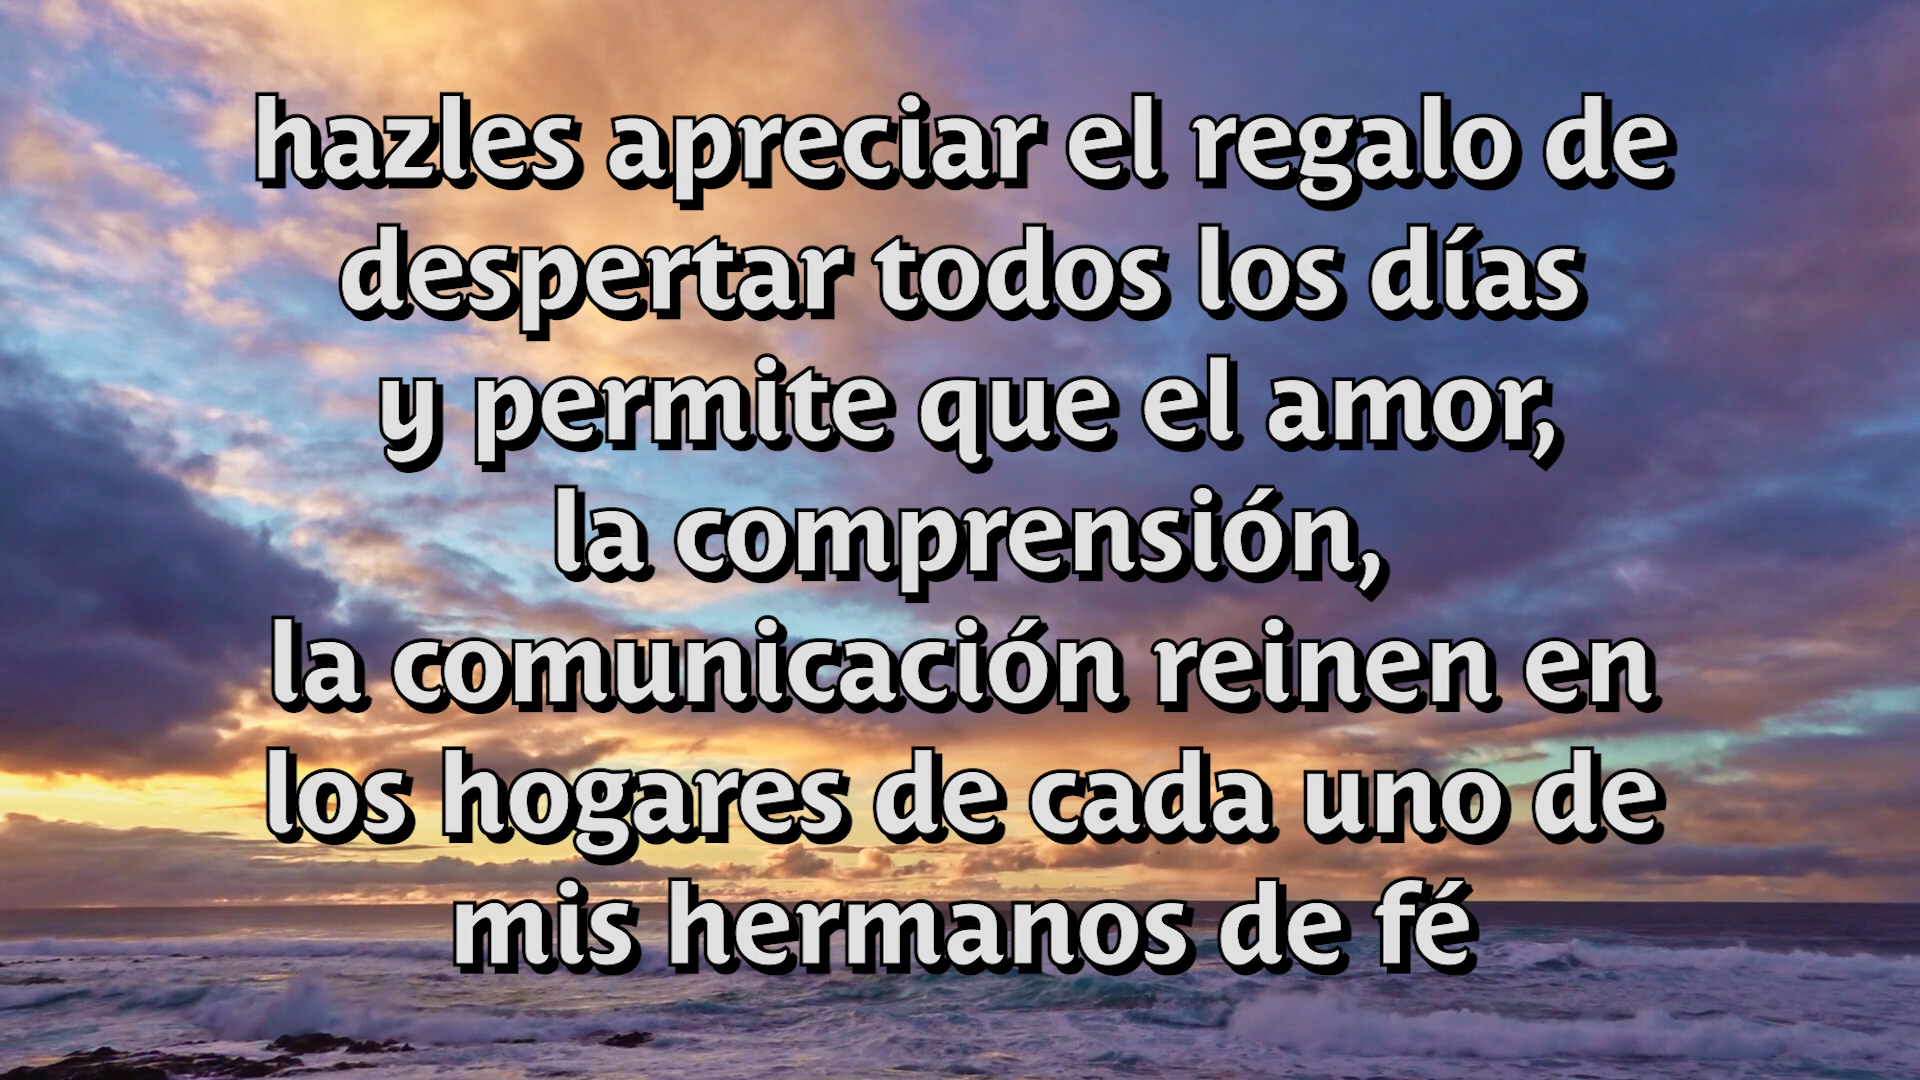 hazles apreciar el regalo de
despertar todos los días
y permite que el amor,
la comprensión,
la comunicación reinen en
los hogares de cada uno de
mis hermanos de fé